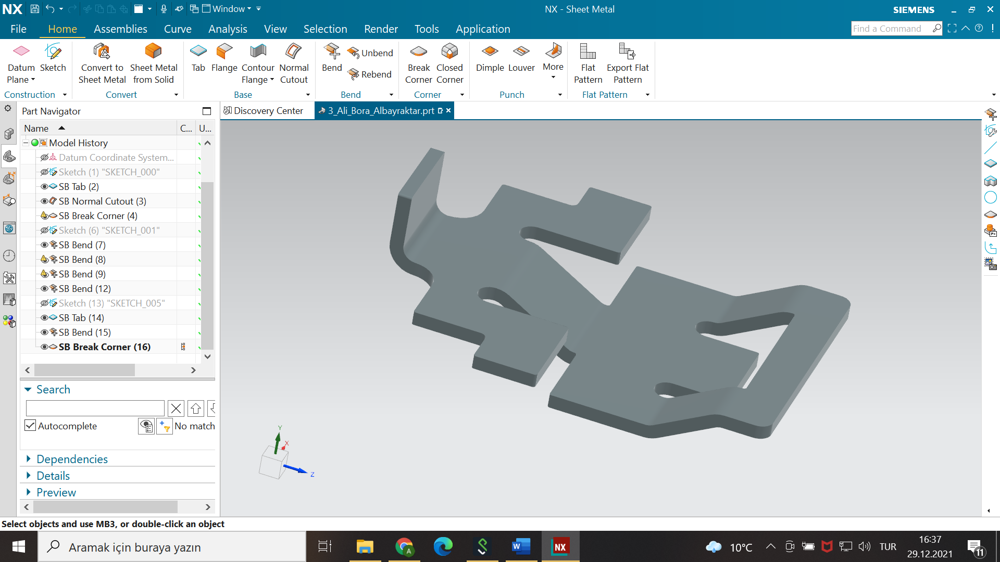 NX Window NX - Sheet Metal SIEMENS
File Home Assemblies Curve Analysis View Selection Render Tools Application Find a Command
Datum Plane Sketch Convert to Sheet Metal Sheet Metal from Solid Tab Flange Contour Flange Normal Cutout Bend Unbend Rebend Break Corner Closed Corner Dimple Louver More Flat Pattern Export Flat Pattern
Construction Convert Base Bend Corner Punch Flat Pattern
Part Navigator
Discovery Center 3_Ali_Bora_Albayraktar.prt
Name C... U...
Model History
Datum Coordinate System...
Sketch (1) "SKETCH_000"
SB Tab (2)
SB Normal Cutout (3)
SB Break Corner (4)
Sketch (6) "SKETCH_001"
SB Bend (7)
SB Bend (8)
SB Bend (9)
SB Bend (12)
Sketch (13) "SKETCH_005"
SB Tab (14)
SB Bend (15)
SB Break Corner (16)
Search
Autocomplete No match
Dependencies
Details
Preview
Y
X
Z
Select objects and use MB3, or double-click an object
Aramak için buraya yazın
A
W
NX
10°C
TUR
16:37
29.12.2021
11